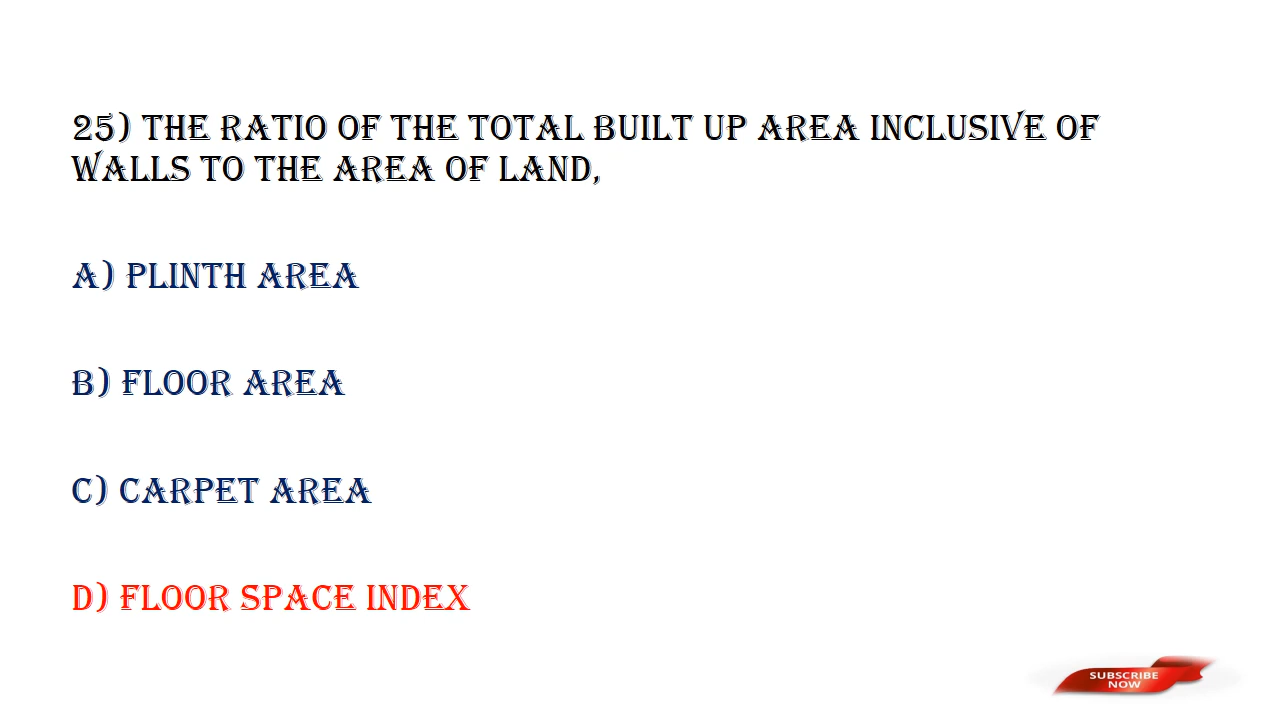 25) THE RATIO OF THE TOTAL BUILT UP AREA INCLUSIVE OF
WALLS TO THE AREA OF LAND,
A) PLINTH AREA
B) FLOOR AREA
C) CARPET AREA
D) FLOOR SPACE INDEX
SUBSCRIBE
NOW